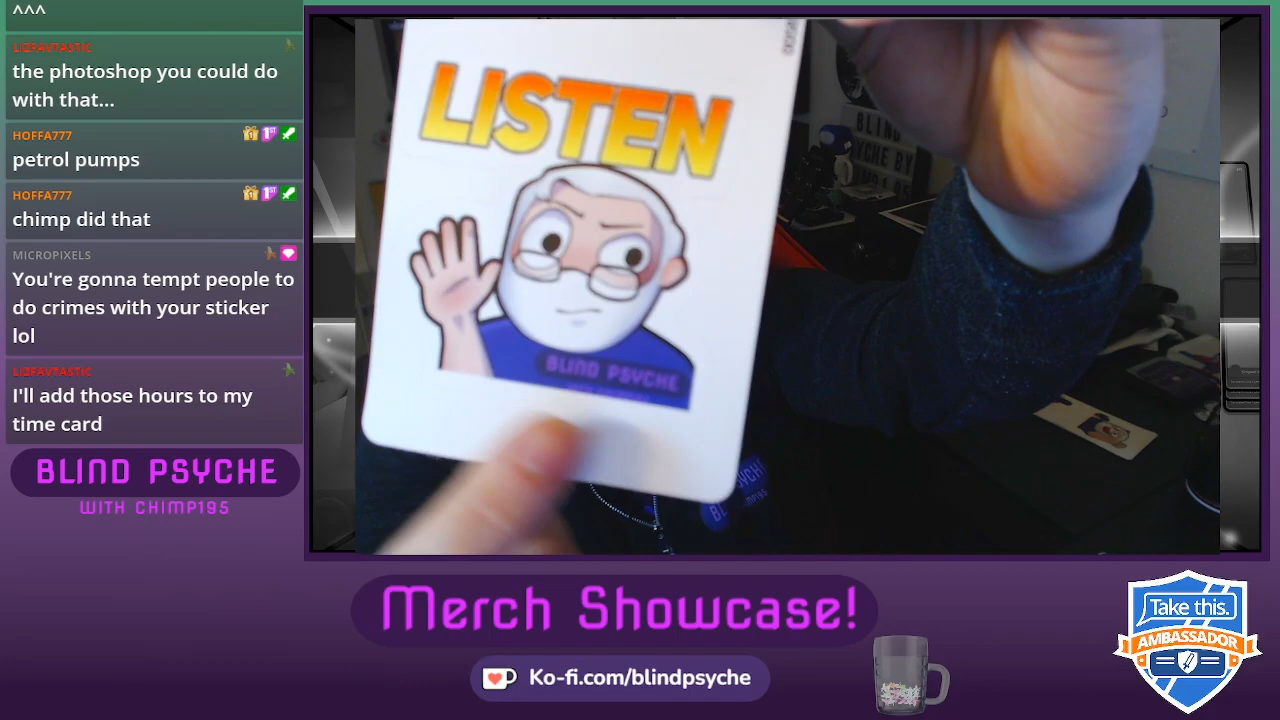 ^^^
LIZFAVTASTIC
the photoshop you could do
with that...
HOFFA777
petrol pumps
HOFFA777
chimp did that
MICROPIXELS
You're gonna tempt people to
do crimes with your sticker
lol
LIZFAVTASTIC
I'll add those hours to my
time card
BLIND PSYCHE
WITH CHIMP195
LISTEN
BLIND PSYCHE
BLIND
Merch Showcase!
Ko-fi.com/blindpsyche
Take this.
AMBASSADOR